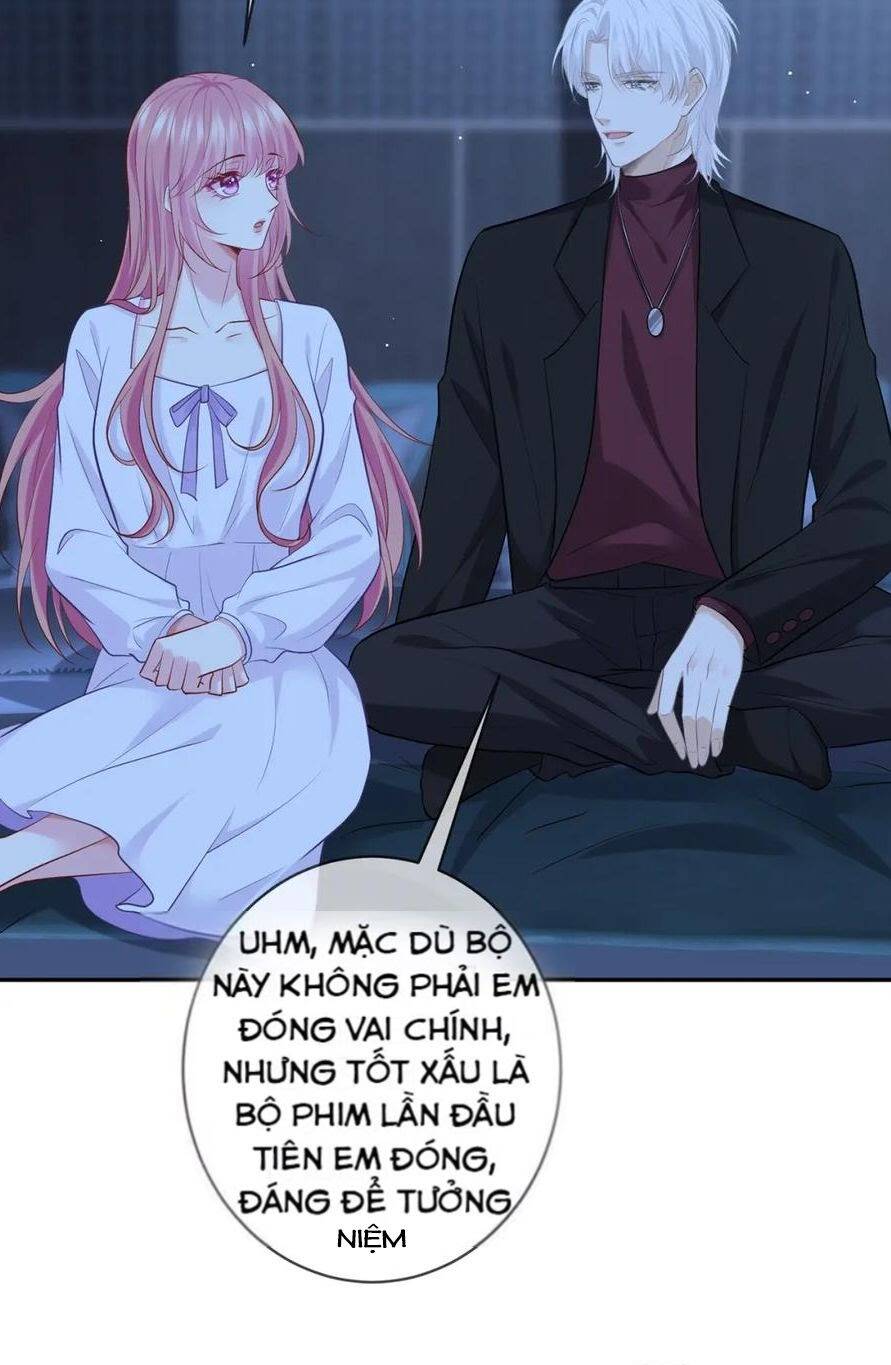 UHM, MẶC DÙ BỘ
NÀY KHÔNG PHẢI EM
ĐÓNG VAI CHÍNH,
NHƯNG TỐT XẤU LÀ
BỘ PHIM LẦN ĐẦU
TIÊN EM ĐÓNG,
ĐÁNG ĐỂ TƯỞNG
NIỆM